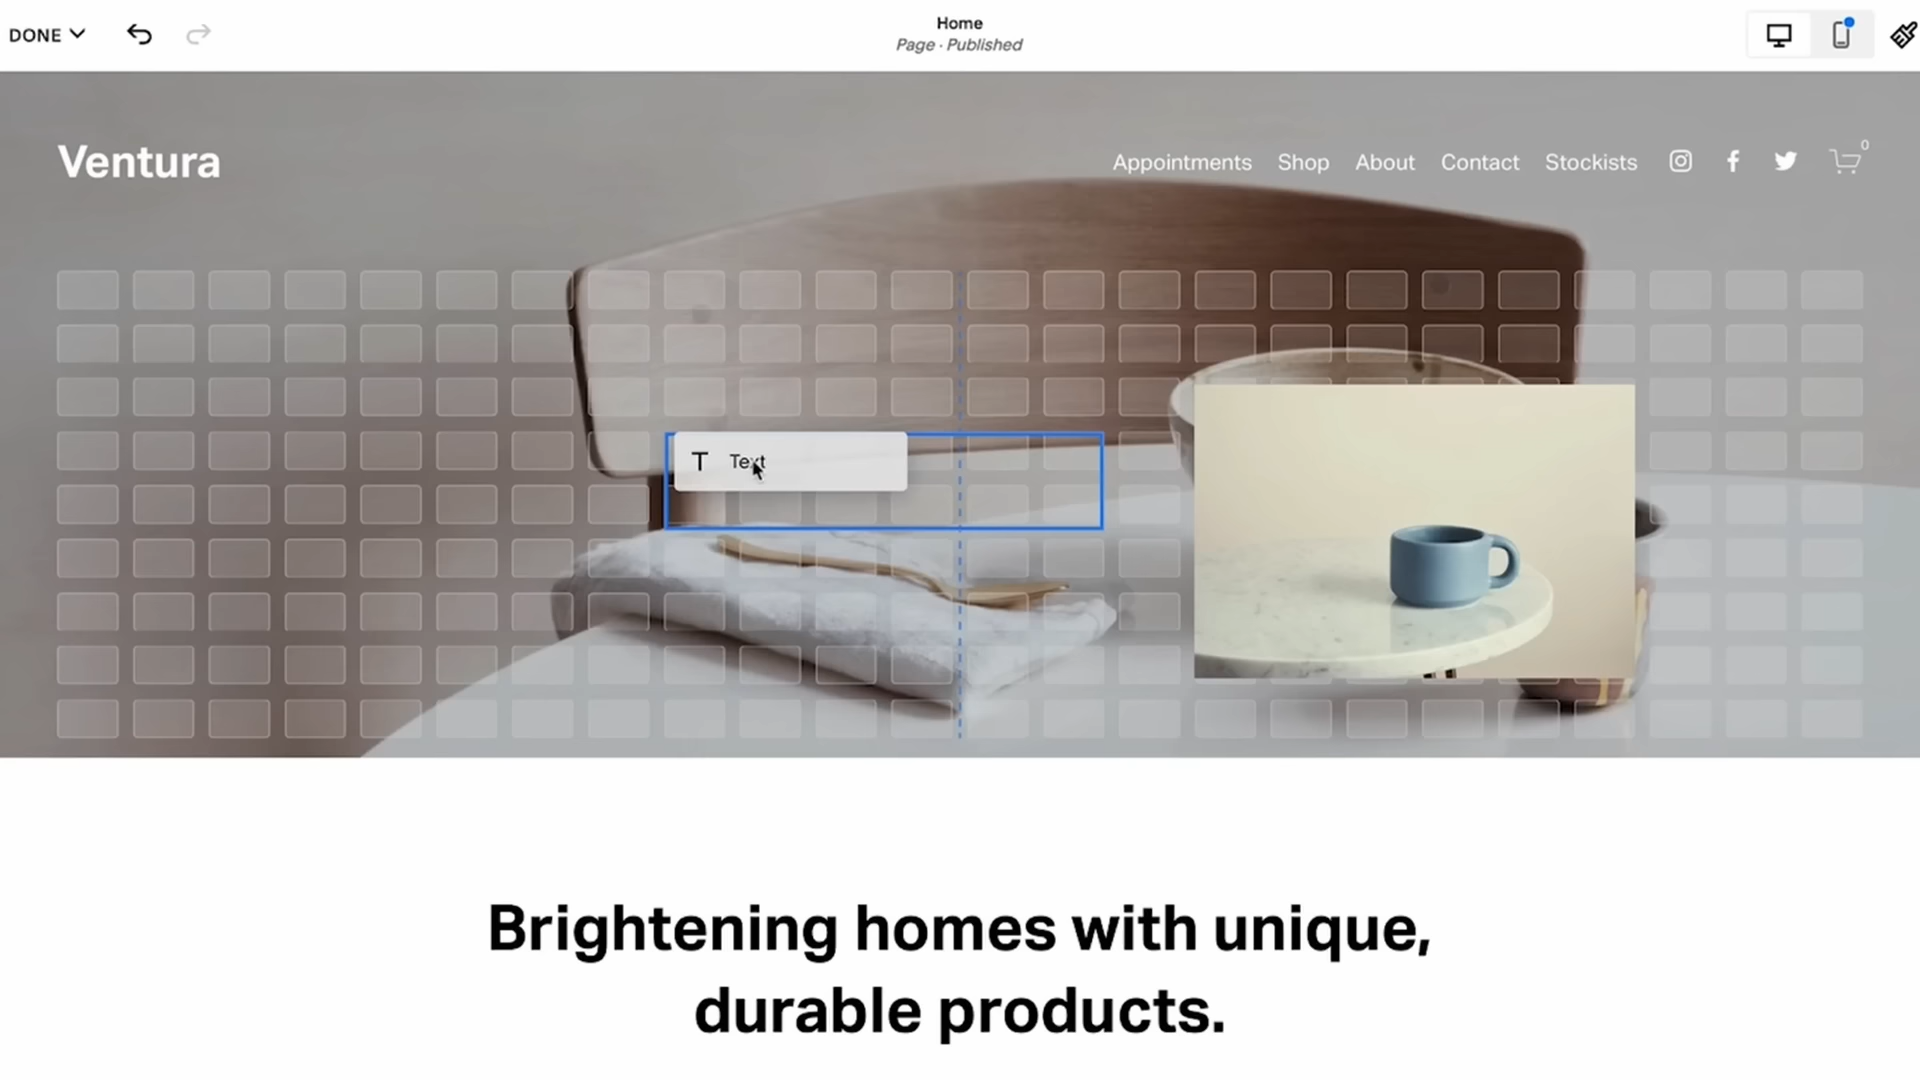 DONE
Home
Page · Published
Ventura
Appointments Shop About Contact Stockists 0
T Text
Brightening homes with unique,
durable products.